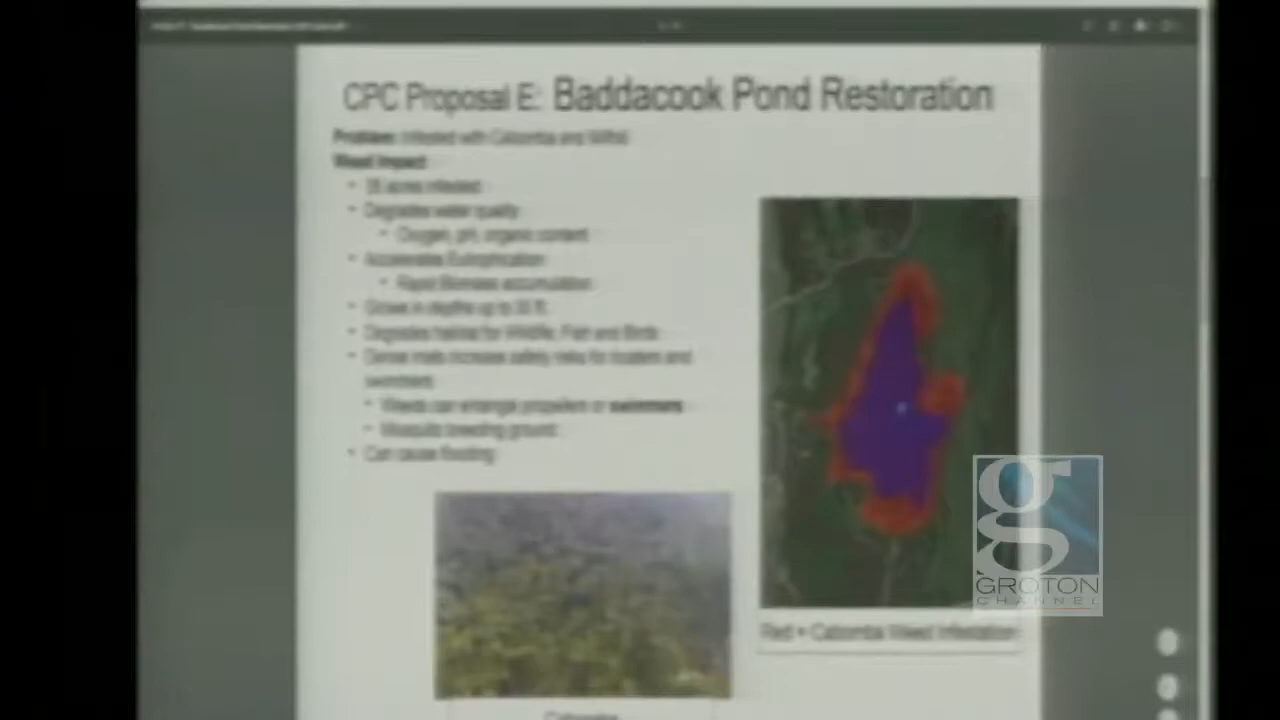 CPC Proposal E: Baddacook Pond Restoration
Problem: Infested with Cabomba and Milfoil
Weed Impact
• 35 acres infested
• Degrades water quality
• Oxygen, pH, organic content
• Accelerates Eutrophication
• Rapid Biomass accumulation
• Grows in depths up to
• Degrades habitat for Wildlife, Fish and Birds
• Dense mats increase safety risks for boaters and
swimmers
• Weeds can entangle propellers or swimmers
• Mosquito breeding ground
• Can cause flooding
Red = Cabomba Weed Infestation
Cabomba
g
GROTON
CHANNEL